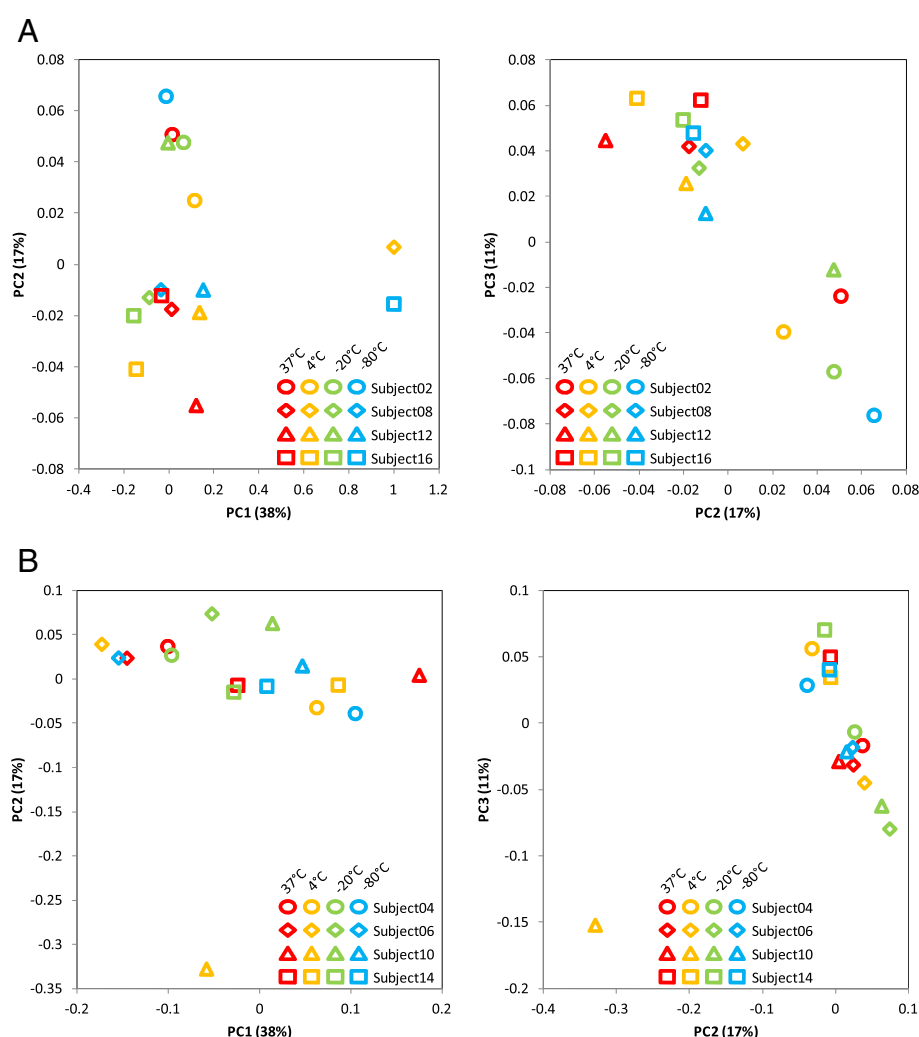 A
0.08
0.06
0.04
0.02
0
-0.02
-0.04
-0.06
-0.08
-0.4 -0.2 0 0.2 0.4 0.6 0.8 1 1.2
PC2 (17%)
PC1 (38%)
37°C 4°C -20°C -80°C
Subject02
Subject08
Subject12
Subject16
0.08
0.06
0.04
0.02
0
-0.02
-0.04
-0.06
-0.08
-0.1
-0.08 -0.06 -0.04 -0.02 0 0.02 0.04 0.06 0.08
PC3 (11%)
PC2 (17%)
37°C 4°C -20°C -80°C
Subject02
Subject08
Subject12
Subject16
B
0.1
0.05
0
-0.05
-0.1
-0.15
-0.2
-0.25
-0.3
-0.35
-0.2 -0.1 0 0.1 0.2
PC2 (17%)
PC1 (38%)
37°C 4°C -20°C -80°C
Subject04
Subject06
Subject10
Subject14
0.1
0.05
0
-0.05
-0.1
-0.15
-0.2
-0.4 -0.3 -0.2 -0.1 0 0.1
PC3 (11%)
PC2 (17%)
37°C 4°C -20°C -80°C
Subject04
Subject06
Subject10
Subject14